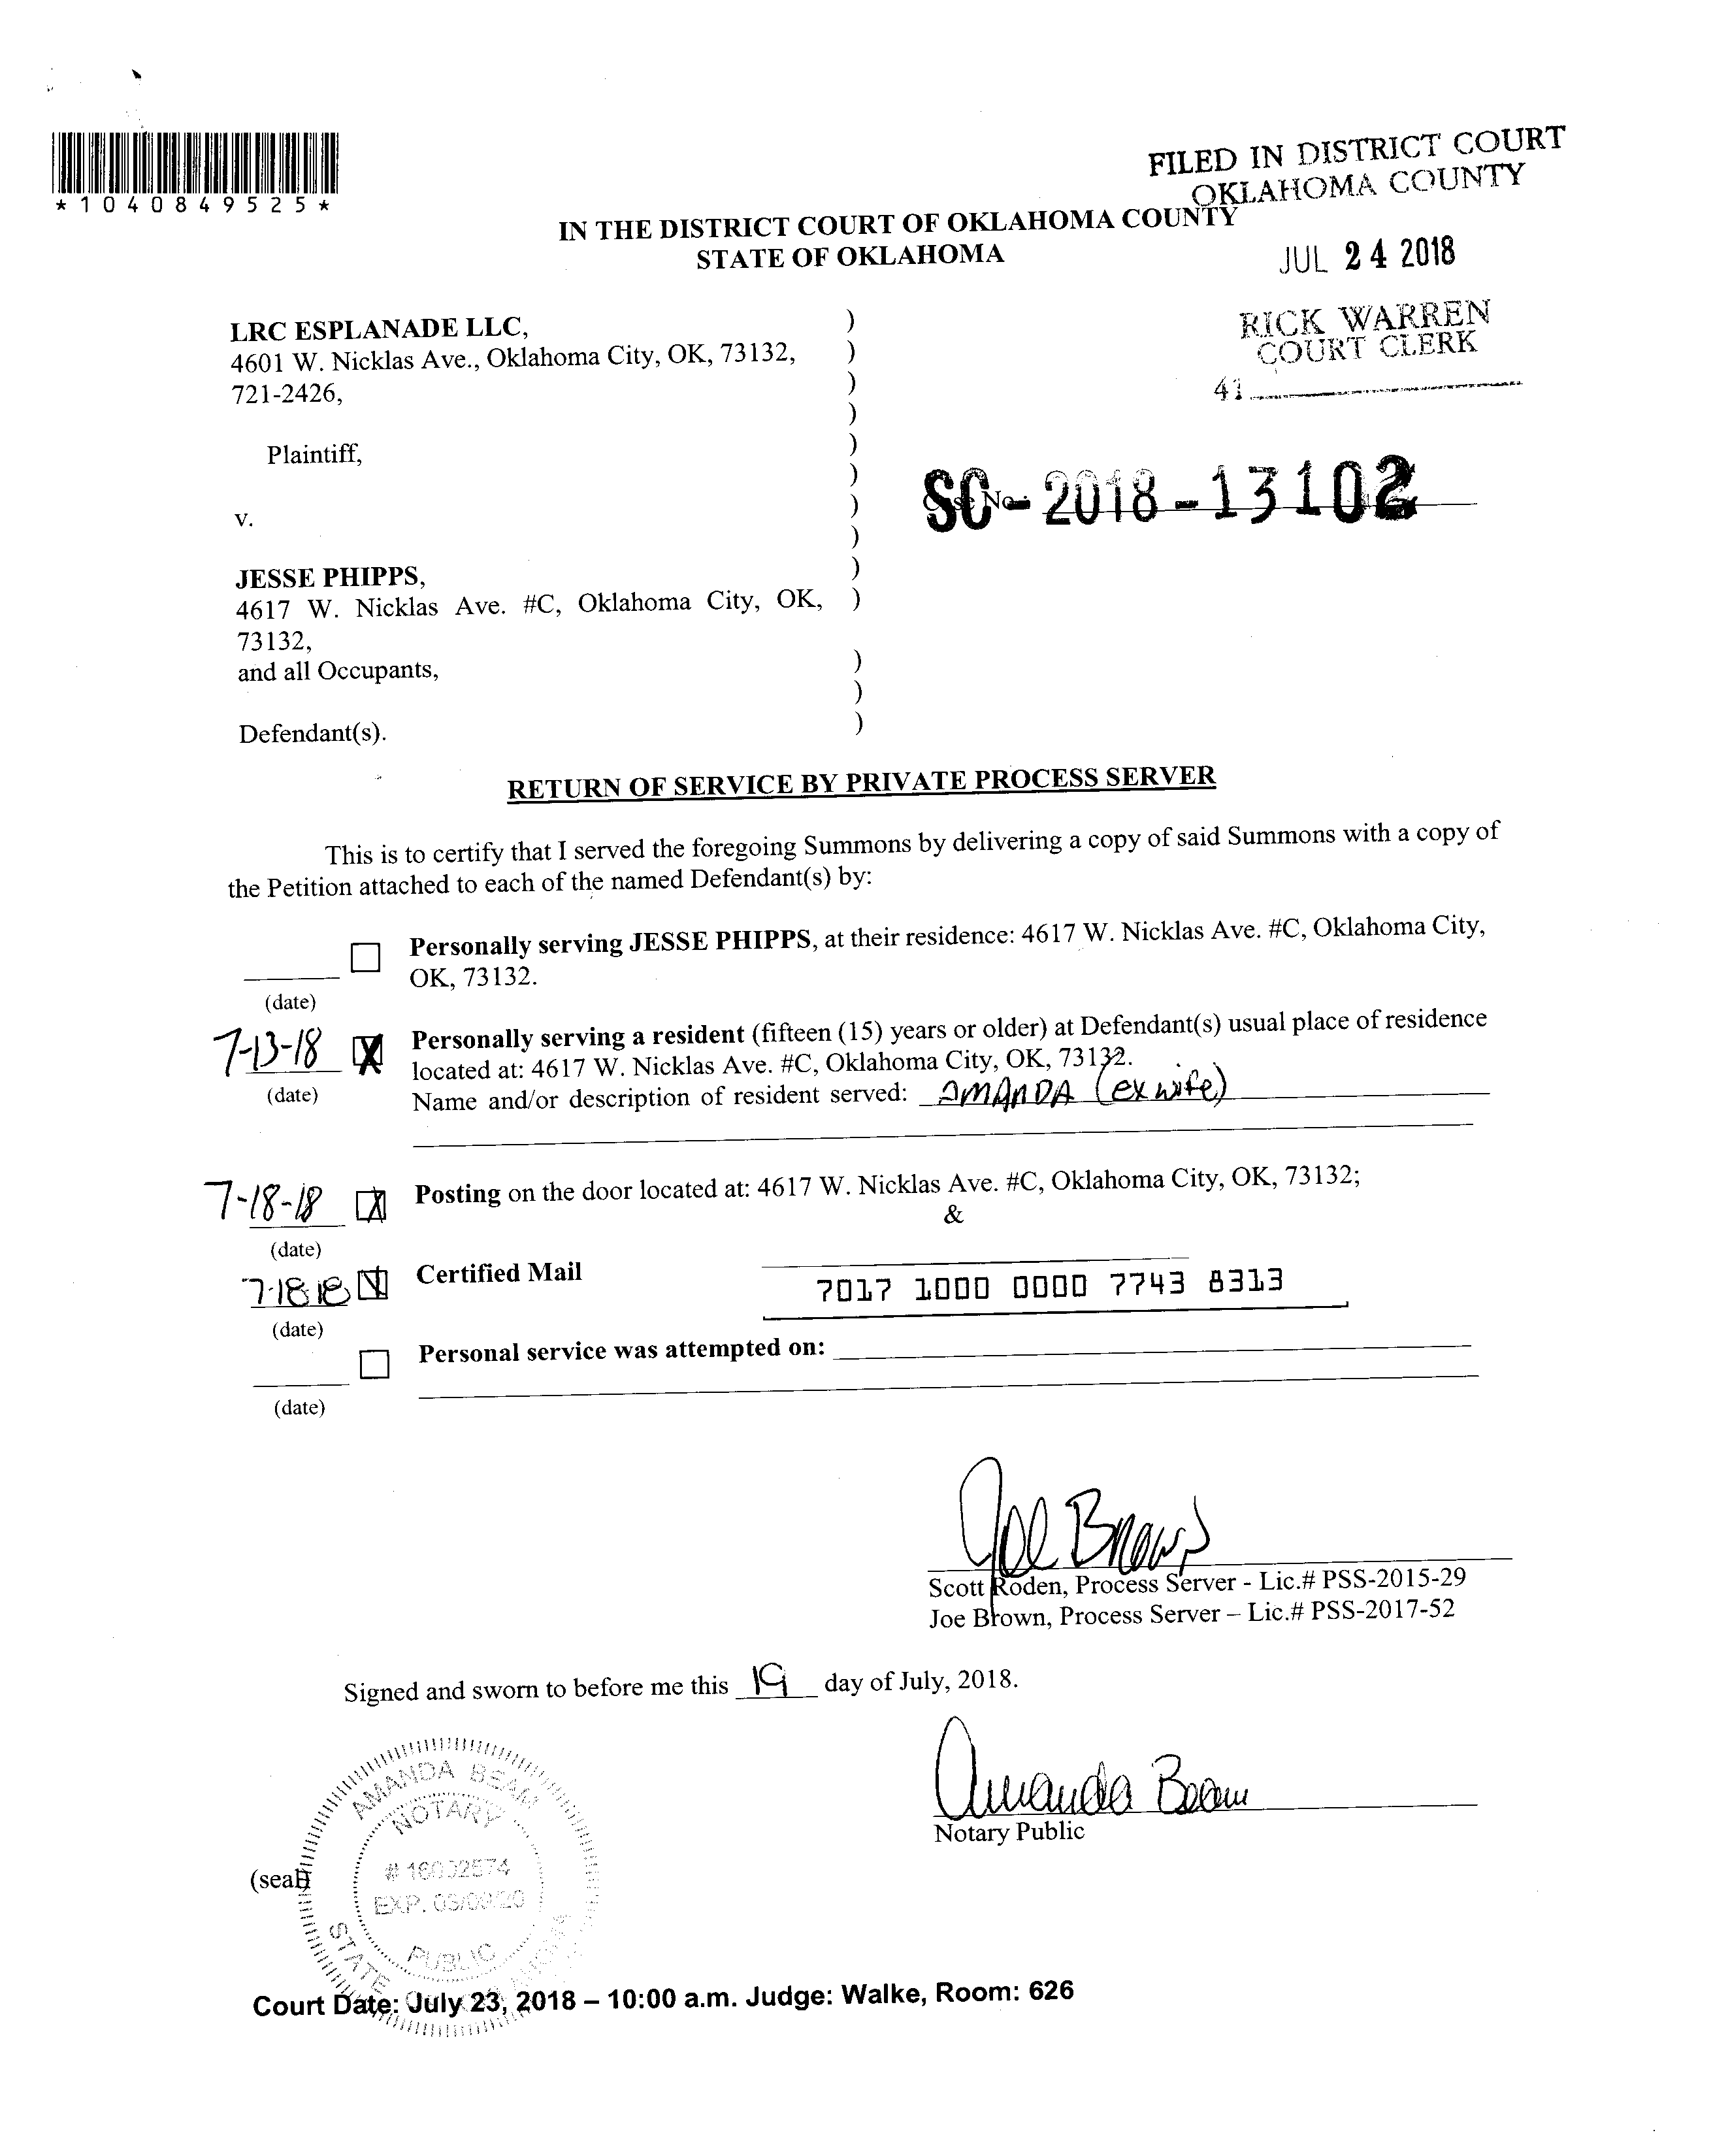 *1040849525*
FILED IN DISTRICT COURT
OKLAHOMA COUNTY
IN THE DISTRICT COURT OF OKLAHOMA COUNTY
STATE OF OKLAHOMA
JUL 24 2018
RICK WARREN
COURT CLERK
41
LRC ESPLANADE LLC, )
4601 W. Nicklas Ave., Oklahoma City, OK, 73132, )
721-2426, )
)
Plaintiff, )
)
SC-2018-13102
)
v.
)
)
JESSE PHIPPS,
4617 W. Nicklas Ave. #C, Oklahoma City, OK, )
73132,
and all Occupants, )
)
Defendant(s). )
RETURN OF SERVICE BY PRIVATE PROCESS SERVER
This is to certify that I served the foregoing Summons by delivering a copy of said Summons with a copy of
the Petition attached to each of the named Defendant(s) by:
Personally serving JESSE PHIPPS, at their residence: 4617 W. Nicklas Ave. #C, Oklahoma City,
OK, 73132.
(date)
7-13-18 X Personally serving a resident (fifteen (15) years or older) at Defendant(s) usual place of residence
located at: 4617 W. Nicklas Ave. #C, Oklahoma City, OK, 73132.
(date) Name and/or description of resident served: AMANDA (ex wife)
7-18-18 X Posting on the door located at: 4617 W. Nicklas Ave. #C, Oklahoma City, OK, 73132;
&
(date)
7-18 18 Certified Mail
7017 1000 0000 7743 8313
(date)
Personal service was attempted on:
(date)
Joe Brown
Scott Roden, Process Server - Lic.# PSS-2015-29
Joe Brown, Process Server – Lic.# PSS-2017-52
Signed and sworn to before me this 19 day of July, 2018.
Amanda Beam
Notary Public
(seal)
AMANDA BEAM
NOTARY
PUBLIC
STATE
Court Date: July 23, 2018 – 10:00 a.m. Judge: Walke, Room: 626